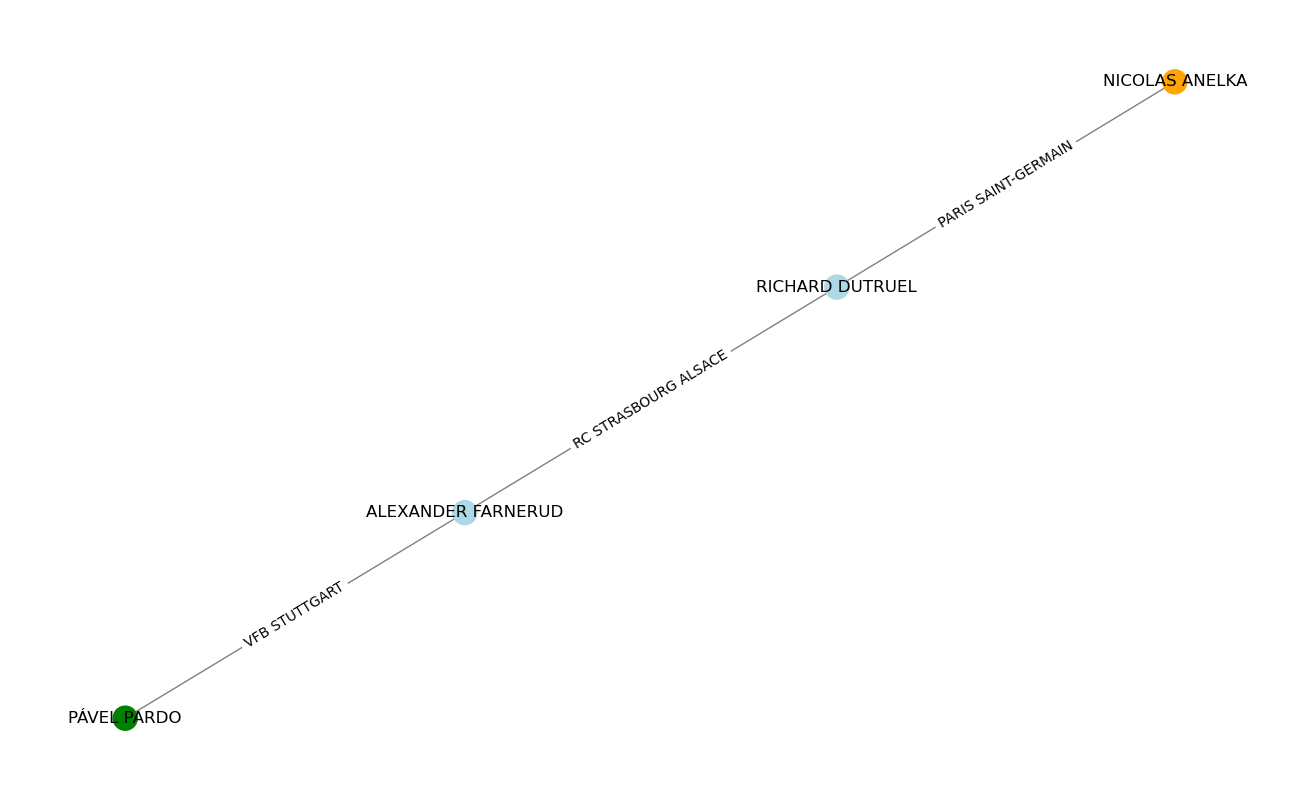 NICOLAS ANELKA
PARIS SAINT-GERMAIN
RICHARD DUTRUEL
RC STRASBOURG ALSACE
ALEXANDER FARNERUD
VFB STUTTGART
PÁVEL PARDO